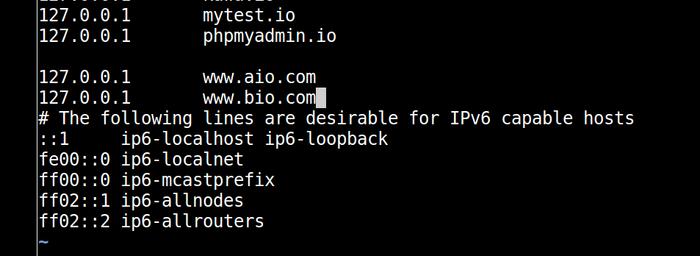 127.0.0.1       mytest.io
127.0.0.1       phpmyadmin.io

127.0.0.1       www.aio.com
127.0.0.1       www.bio.com
# The following lines are desirable for IPv6 capable hosts
::1     ip6-localhost ip6-loopback
fe00::0 ip6-localnet
ff00::0 ip6-mcastprefix
ff02::1 ip6-allnodes
ff02::2 ip6-allrouters
~